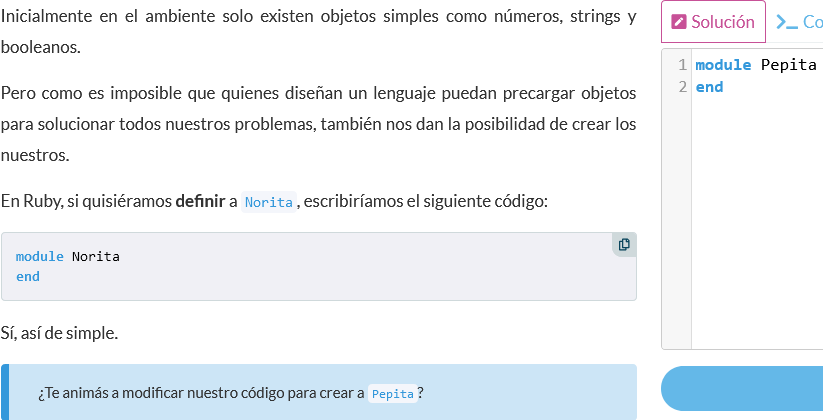 Inicialmente en el ambiente solo existen objetos simples como números, strings y
booleanos.
Pero como es imposible que quienes diseñan un lenguaje puedan precargar objetos
para solucionar todos nuestros problemas, también nos dan la posibilidad de crear los
nuestros.
En Ruby, si quisiéramos definir a Norita, escribiríamos el siguiente código:
module Norita
end
Sí, así de simple.
¿Te animás a modificar nuestro código para crear a Pepita?
Solución >_ Co
1 module Pepita
2 end